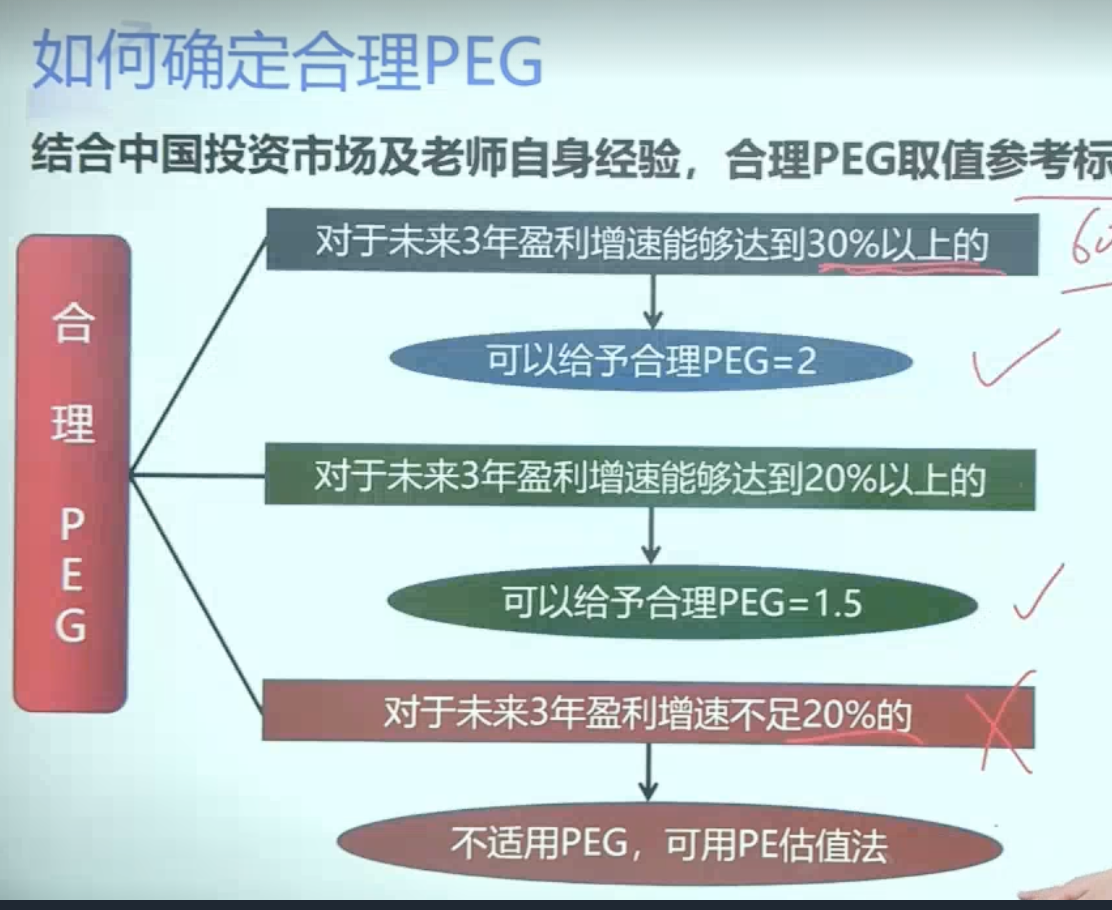 如何确定合理PEG
结合中国投资市场及老师自身经验，合理PEG取值参考标
合理PEG
对于未来3年盈利增速能够达到30%以上的
可以给予合理PEG=2
对于未来3年盈利增速能够达到20%以上的
可以给予合理PEG=1.5
对于未来3年盈利增速不足20%的
不适用PEG，可用PE估值法